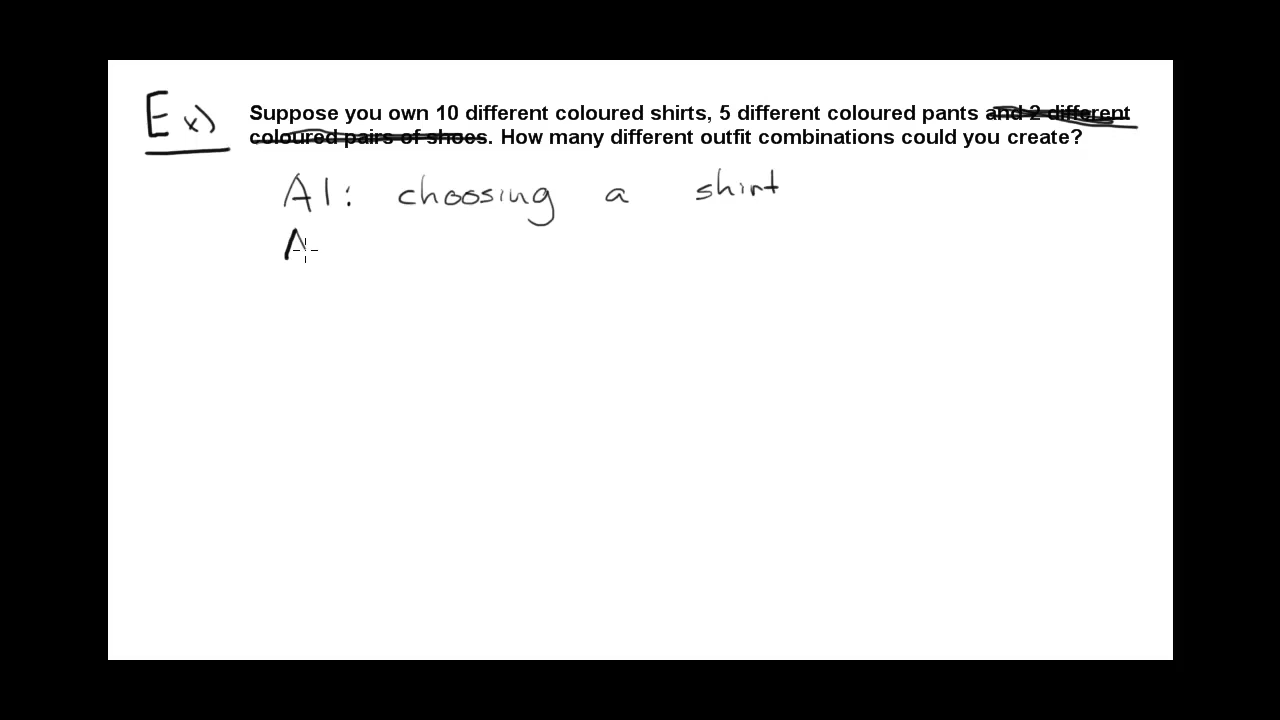 Ex) Suppose you own 10 different coloured shirts, 5 different coloured pants and 2 different
coloured pairs of shoes. How many different outfit combinations could you create?
A1: choosing a shirt
A